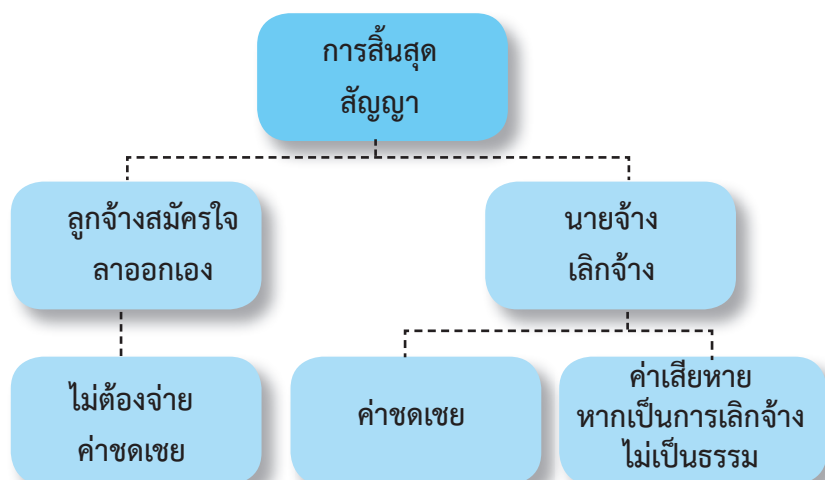 การสิ้นสุด
สัญญา
ลูกจ้างสมัครใจ
ลาออกเอง
นายจ้าง
เลิกจ้าง
ไม่ต้องจ่าย
ค่าชดเชย
ค่าชดเชย
ค่าเสียหาย
หากเป็นการเลิกจ้าง
ไม่เป็นธรรม